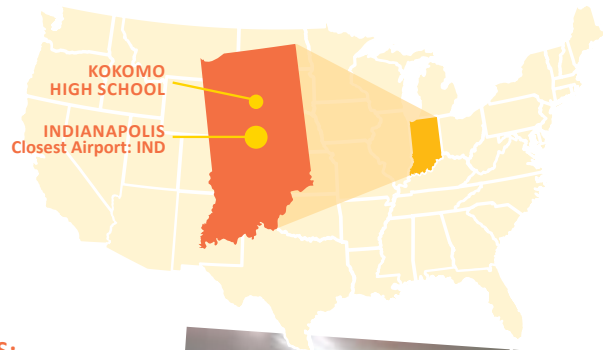 KOKOMO
HIGH SCHOOL
INDIANAPOLIS
Closest Airport: IND
S: